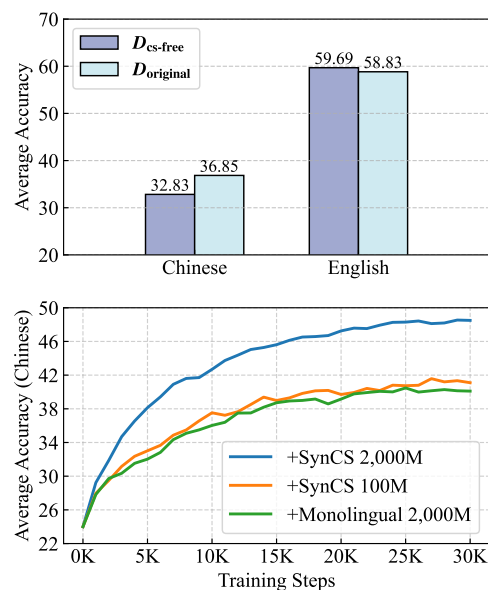 70
60
50
40
30
20
Average Accuracy
D cs-free
D original
32.83
36.85
59.69
58.83
Chinese
English
50
46
42
38
34
30
26
22
Average Accuracy (Chinese)
+SynCS 2,000M
+SynCS 100M
+Monolingual 2,000M
0K 5K 10K 15K 20K 25K 30K
Training Steps